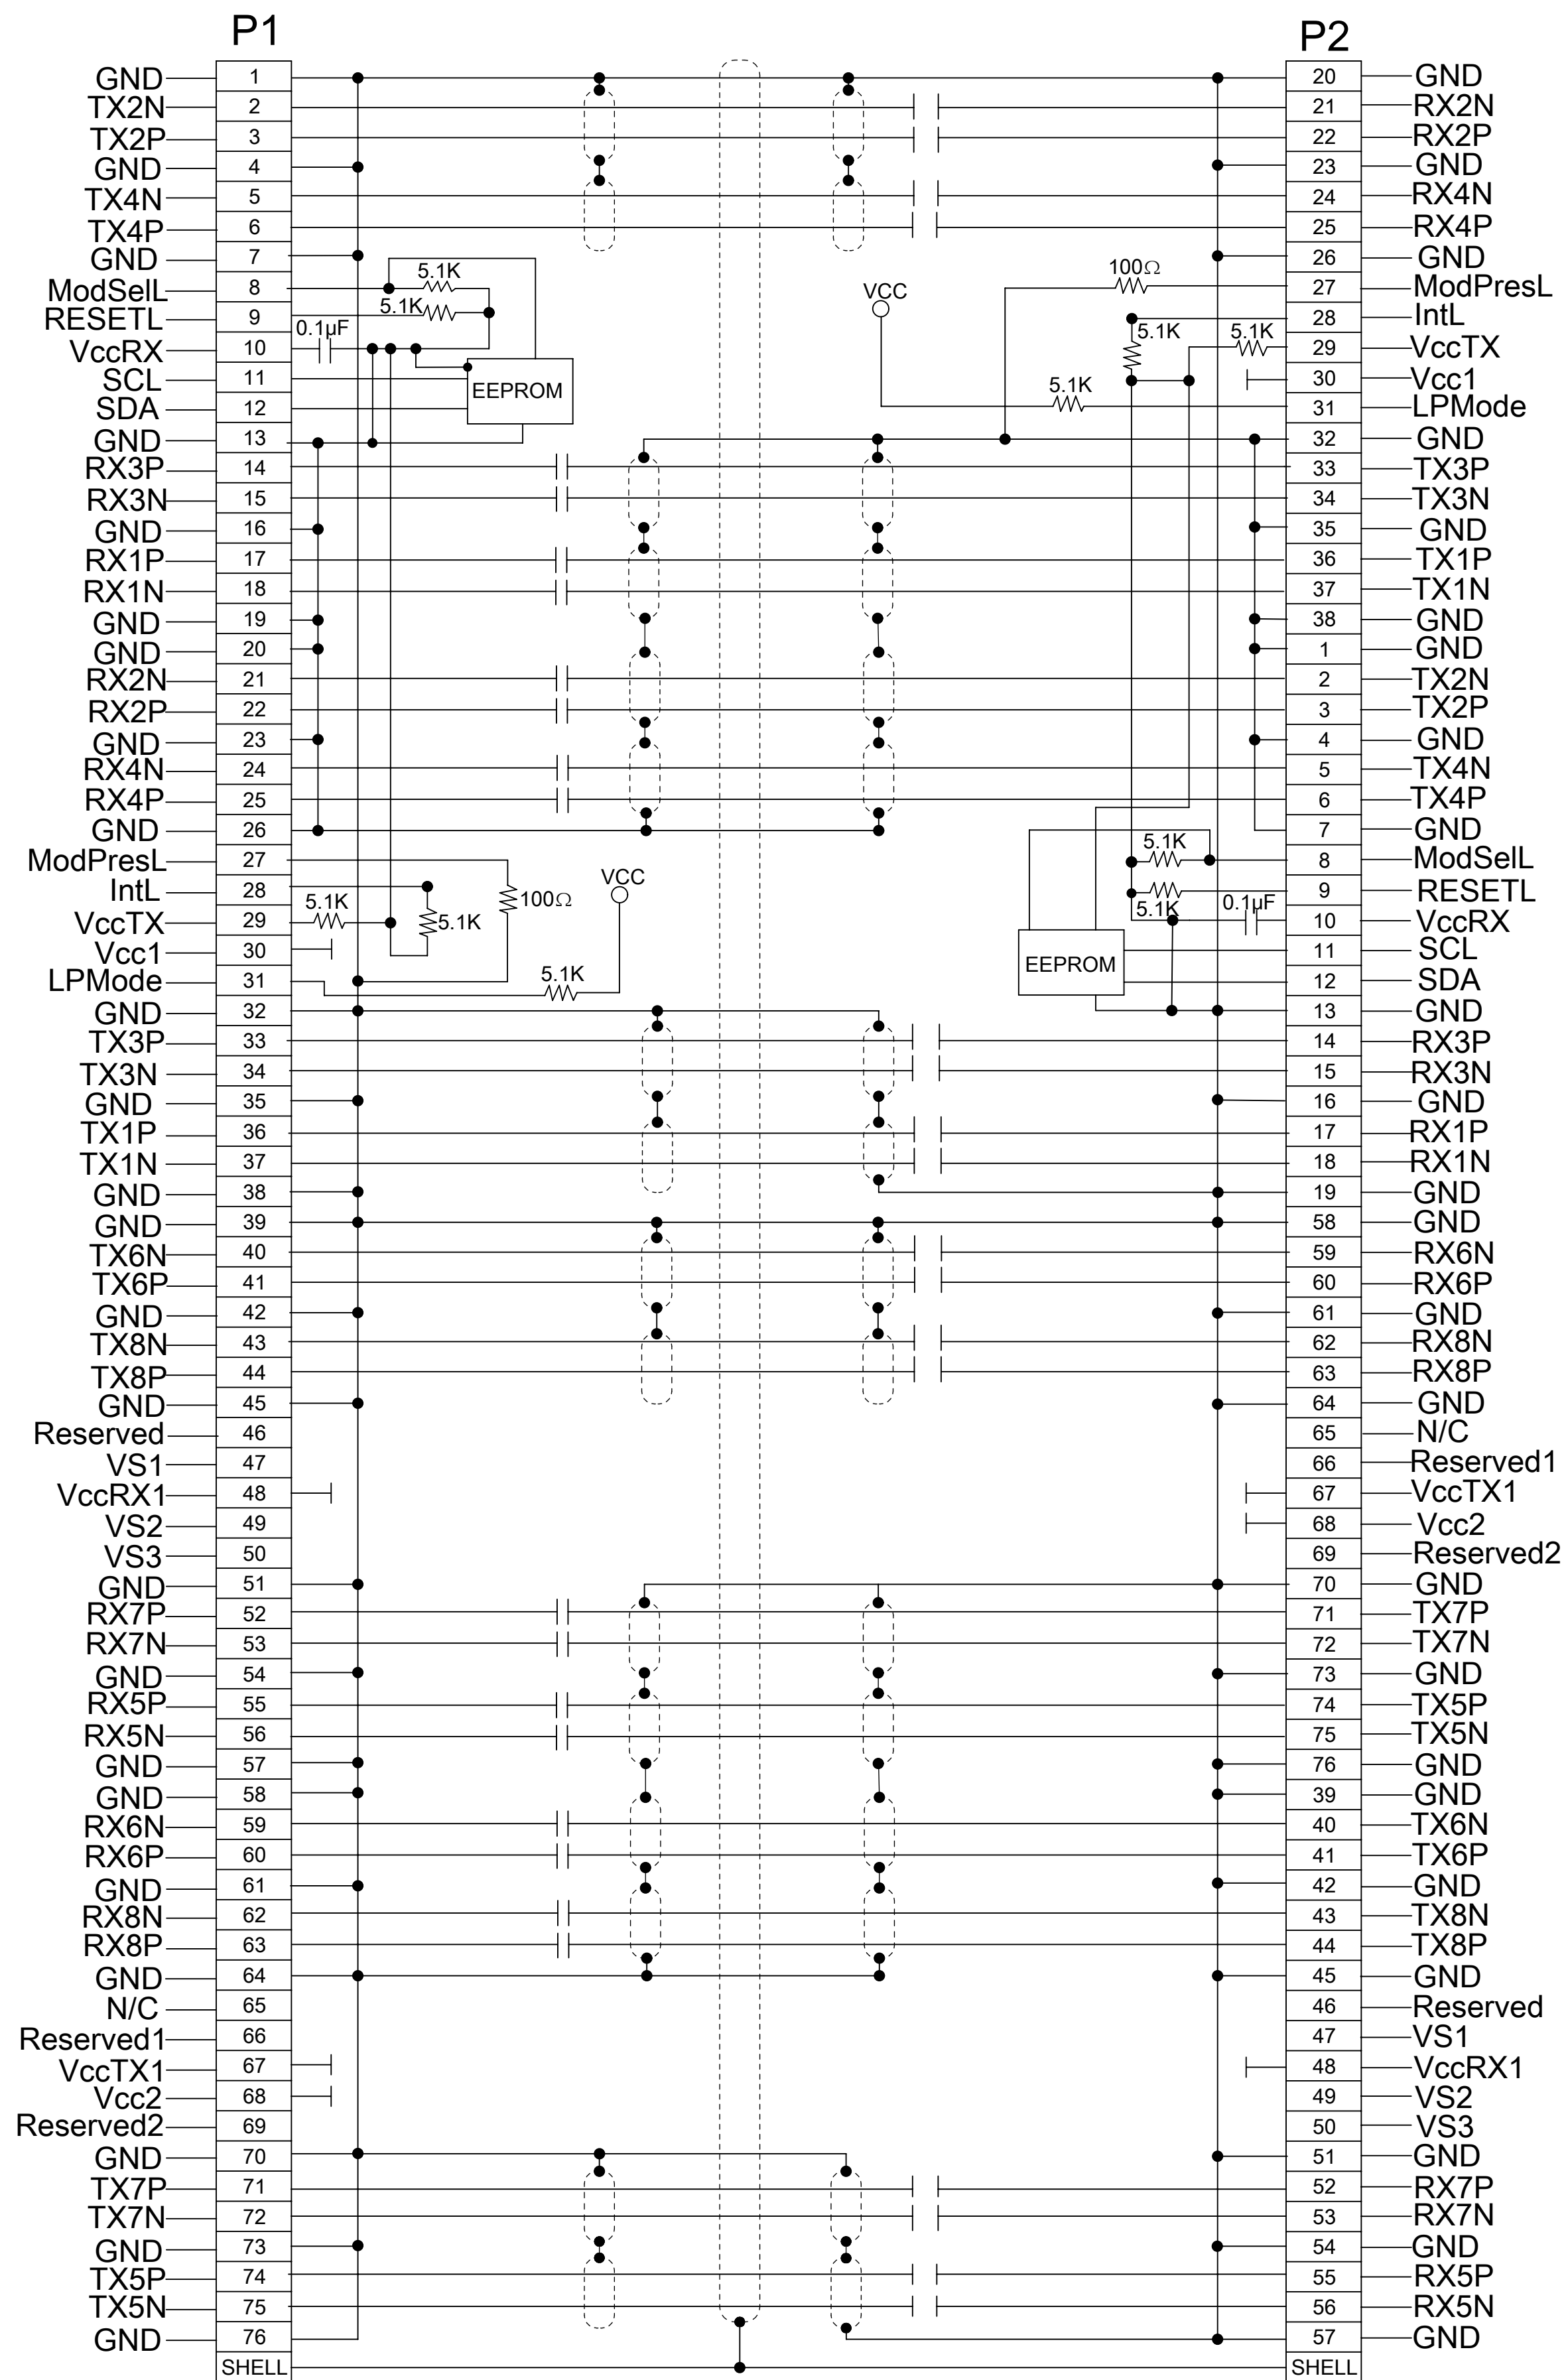 P1 P2
GND 1 20 GND
TX2N 2 21 RX2N
TX2P 3 22 RX2P
GND 4 23 GND
TX4N 5 24 RX4N
TX4P 6 25 RX4P
GND 7 26 GND
5.1K 100Ω
ModSelL 8 27 ModPresL
VCC
RESETL 9 5.1K 28 IntL
0.1µF 5.1K 5.1K
VccRX 10 29 VccTX
SCL 11 30 Vcc1
EEPROM 5.1K
SDA 12 31 LPMode
GND 13 32 GND
RX3P 14 33 TX3P
RX3N 15 34 TX3N
GND 16 35 GND
RX1P 17 36 TX1P
RX1N 18 37 TX1N
GND 19 38 GND
GND 20 1 GND
RX2N 21 2 TX2N
RX2P 22 3 TX2P
GND 23 4 GND
RX4N 24 5 TX4N
RX4P 25 6 TX4P
GND 26 7 GND
5.1K
ModPresL 27 8 ModSelL
VCC
IntL 28 9 RESETL
5.1K 100Ω 5.1K 0.1µF
VccTX 29 5.1K 10 VccRX
Vcc1 30 11 SCL
EEPROM
5.1K
LPMode 31 12 SDA
GND 32 13 GND
TX3P 33 14 RX3P
TX3N 34 15 RX3N
GND 35 16 GND
TX1P 36 17 RX1P
TX1N 37 18 RX1N
GND 38 19 GND
GND 39 58 GND
TX6N 40 59 RX6N
TX6P 41 60 RX6P
GND 42 61 GND
TX8N 43 62 RX8N
TX8P 44 63 RX8P
GND 45 64 GND
Reserved 46 65 N/C
VS1 47 66 Reserved1
VccRX1 48 67 VccTX1
VS2 49 68 Vcc2
VS3 50 69 Reserved2
GND 51 70 GND
RX7P 52 71 TX7P
RX7N 53 72 TX7N
GND 54 73 GND
RX5P 55 74 TX5P
RX5N 56 75 TX5N
GND 57 76 GND
GND 58 39 GND
RX6N 59 40 TX6N
RX6P 60 41 TX6P
GND 61 42 GND
RX8N 62 43 TX8N
RX8P 63 44 TX8P
GND 64 45 GND
N/C 65 46 Reserved
Reserved1 66 47 VS1
VccTX1 67 48 VccRX1
Vcc2 68 49 VS2
Reserved2 69 50 VS3
GND 70 51 GND
TX7P 71 52 RX7P
TX7N 72 53 RX7N
GND 73 54 GND
TX5P 74 55 RX5P
TX5N 75 56 RX5N
GND 76 57 GND
SHELL SHELL